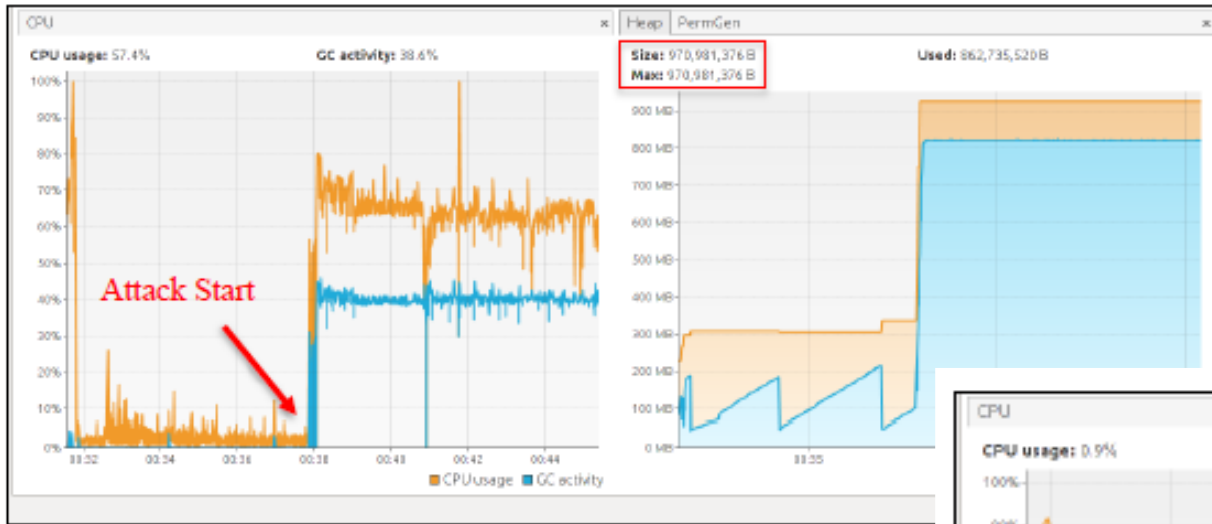 CPU ×
CPU usage: 57.4% GC activity: 38.6%
100%
90%
80%
70%
60%
50%
40%
30%
20%
10%
0%
Attack Start
00:32 00:34 00:36 00:38 00:40 00:42 00:44
CPU usage GC activity
Heap PermGen ×
Size: 970,981,376 B Used: 862,735,520 B
Max: 970,981,376 B
900 MB
800 MB
700 MB
600 MB
500 MB
400 MB
300 MB
200 MB
100 MB
0 MB
CPU
CPU usage: 0.9%
100%
90%